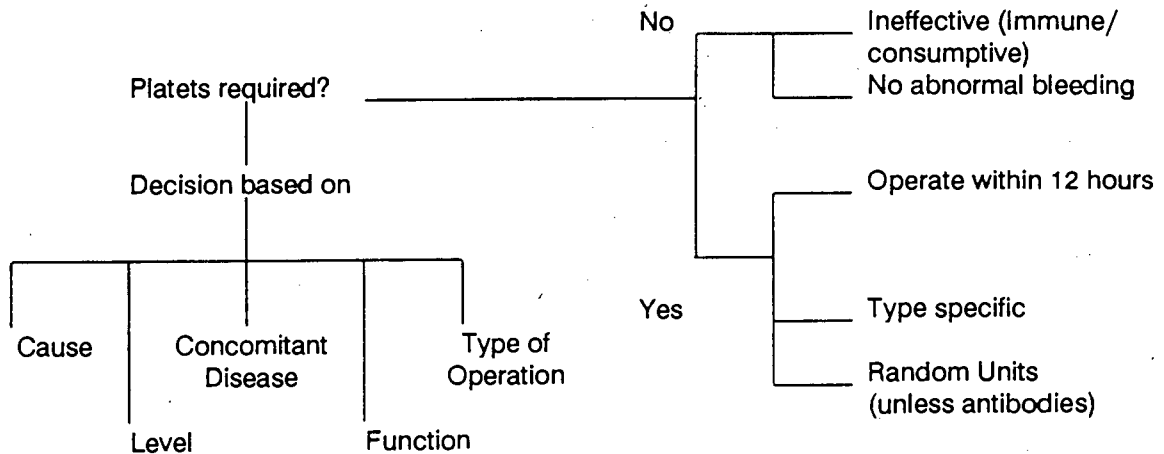 Platets required?
Decision based on
Cause
Level
Concomitant
Disease
Function
Type of
Operation
No
Ineffective (Immune/
consumptive)
No abnormal bleeding
Yes
Operate within 12 hours
Type specific
Random Units
(unless antibodies)